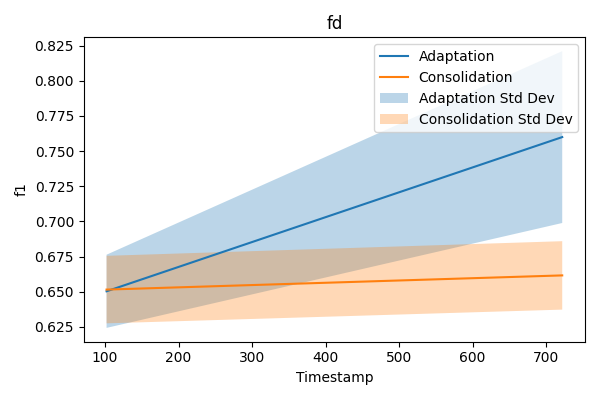 fd
Adaptation
Consolidation
Adaptation Std Dev
Consolidation Std Dev
0.825
0.800
0.775
0.750
0.725
0.700
0.675
0.650
0.625
f1
100 200 300 400 500 600 700
Timestamp